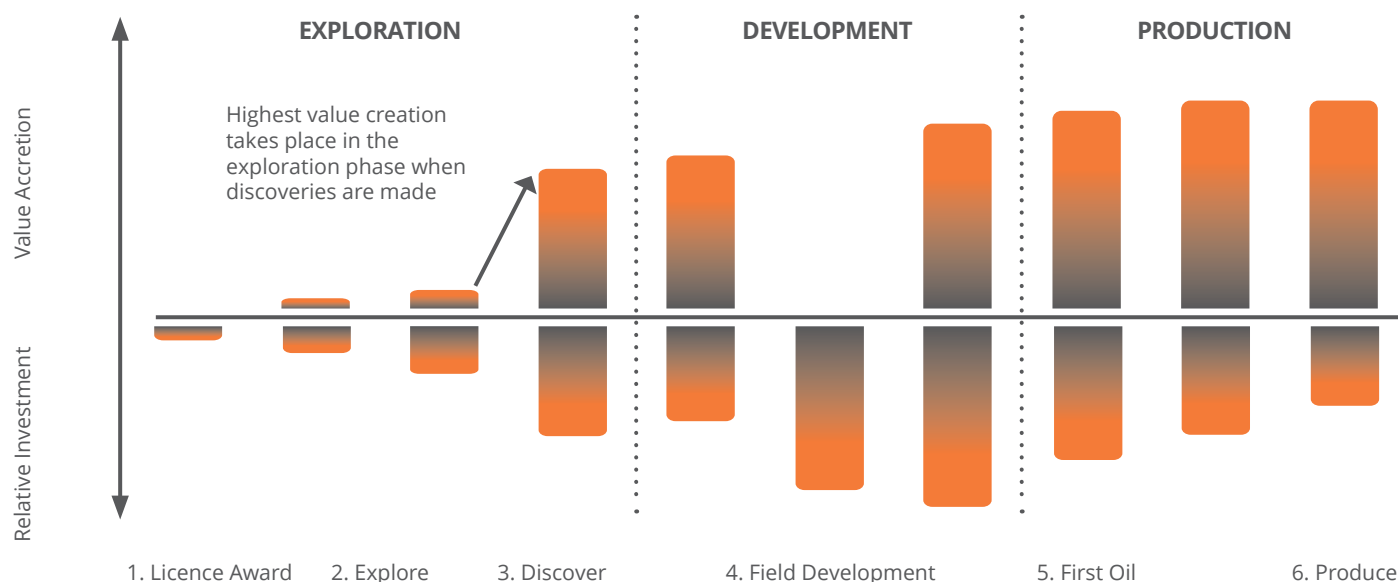 EXPLORATION
DEVELOPMENT
PRODUCTION
Value Accretion
Highest value creation
takes place in the
exploration phase when
discoveries are made
Relative Investment
1. Licence Award
2. Explore
3. Discover
4. Field Development
5. First Oil
6. Produce